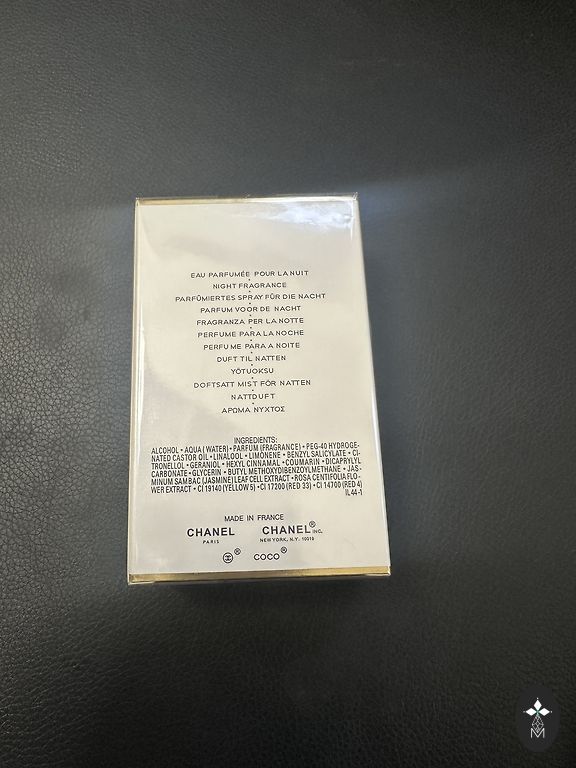 EAU PARFUMÉE POUR LA NUIT
NIGHT FRAGRANCE
PARFÜMIERTES SPRAY FÜR DIE NACHT
PARFUM VOOR DE NACHT
FRAGRANZA PER LA NOTTE
PERFUME PARA LA NOCHE
PERFUME PARA A NOITE
DUFT TIL NATTEN
YÖTUOKSU
DOFTSATT MIST FÖR NATTEN
NATTDUFT
ΑΡΩΜΑ ΝΥΧΤΟΣ
INGREDIENTS:
ALCOHOL • AQUA (WATER) • PARFUM (FRAGRANCE) • PEG-40 HYDROGE-
NATED CASTOR OIL • LINALOOL • LIMONENE • BENZYL SALICYLATE • CI-
TRONELLOL • GERANIOL • HEXYL CINNAMAL • COUMARIN • DICAPRYLYL
CARBONATE • GLYCERIN • BUTYL METHOXYDIBENZOYLMETHANE • JAS-
MINUM SAMBAC (JASMINE) LEAF CELL EXTRACT • ROSA CENTIFOLIA FLO-
WER EXTRACT • CI 19140 (YELLOW 5) • CI 17200 (RED 33) • CI 14700 (RED 4)
IL 44-1
MADE IN FRANCE
CHANEL CHANEL® INC.
PARIS NEW YORK, N.Y. 10019
® COCO®
M